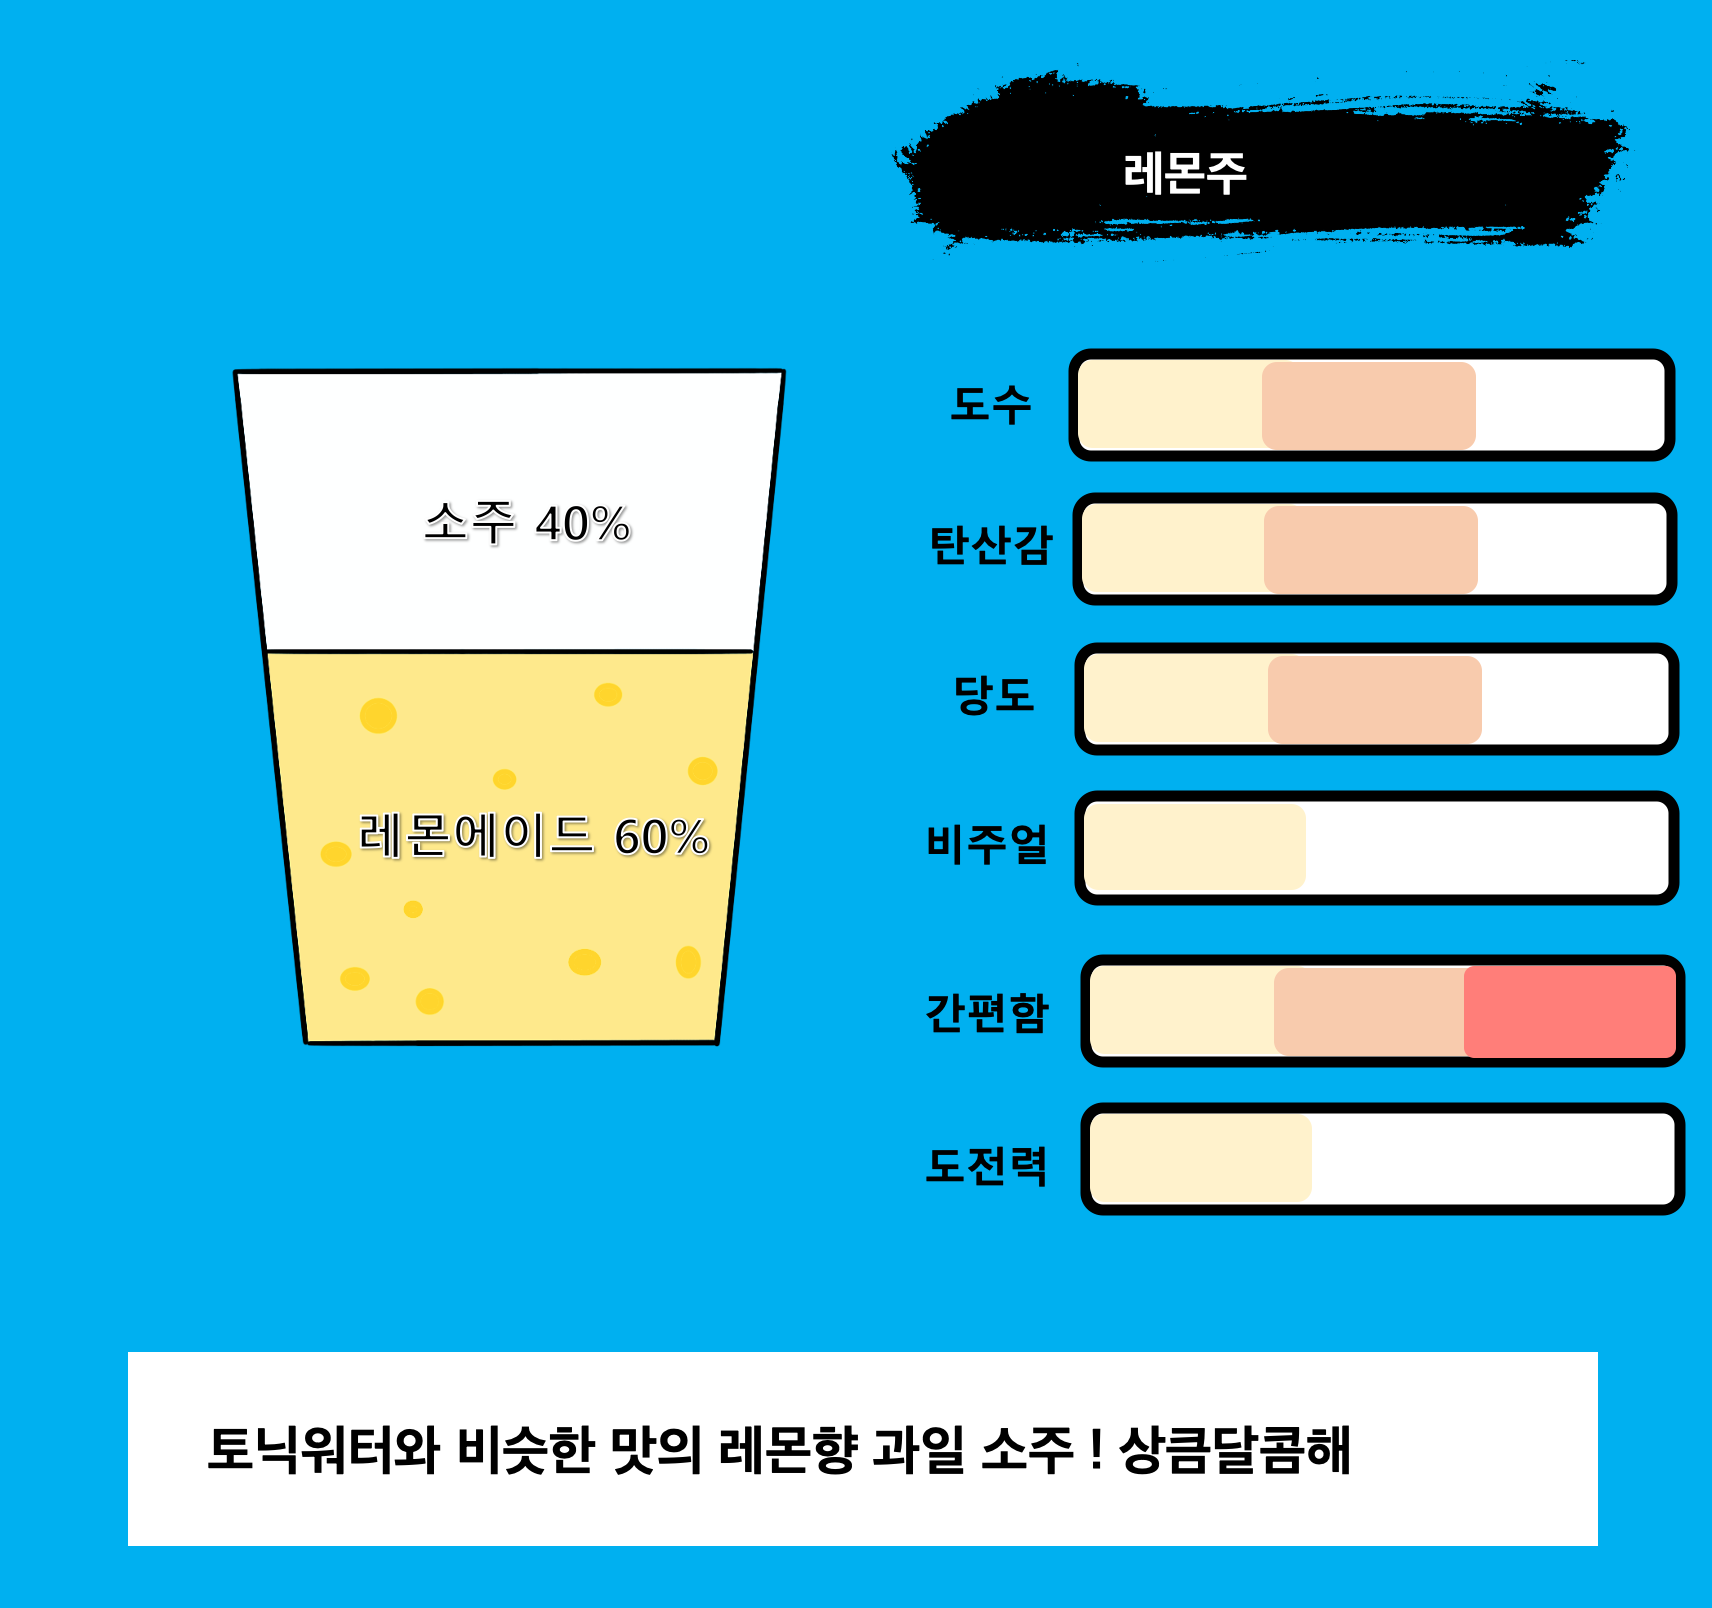 레몬주
소주 40%
레몬에이드 60%
도수
탄산감
당도
비주얼
간편함
도전력
토닉워터와 비슷한 맛의 레몬향 과일 소주 ! 상큼달콤해